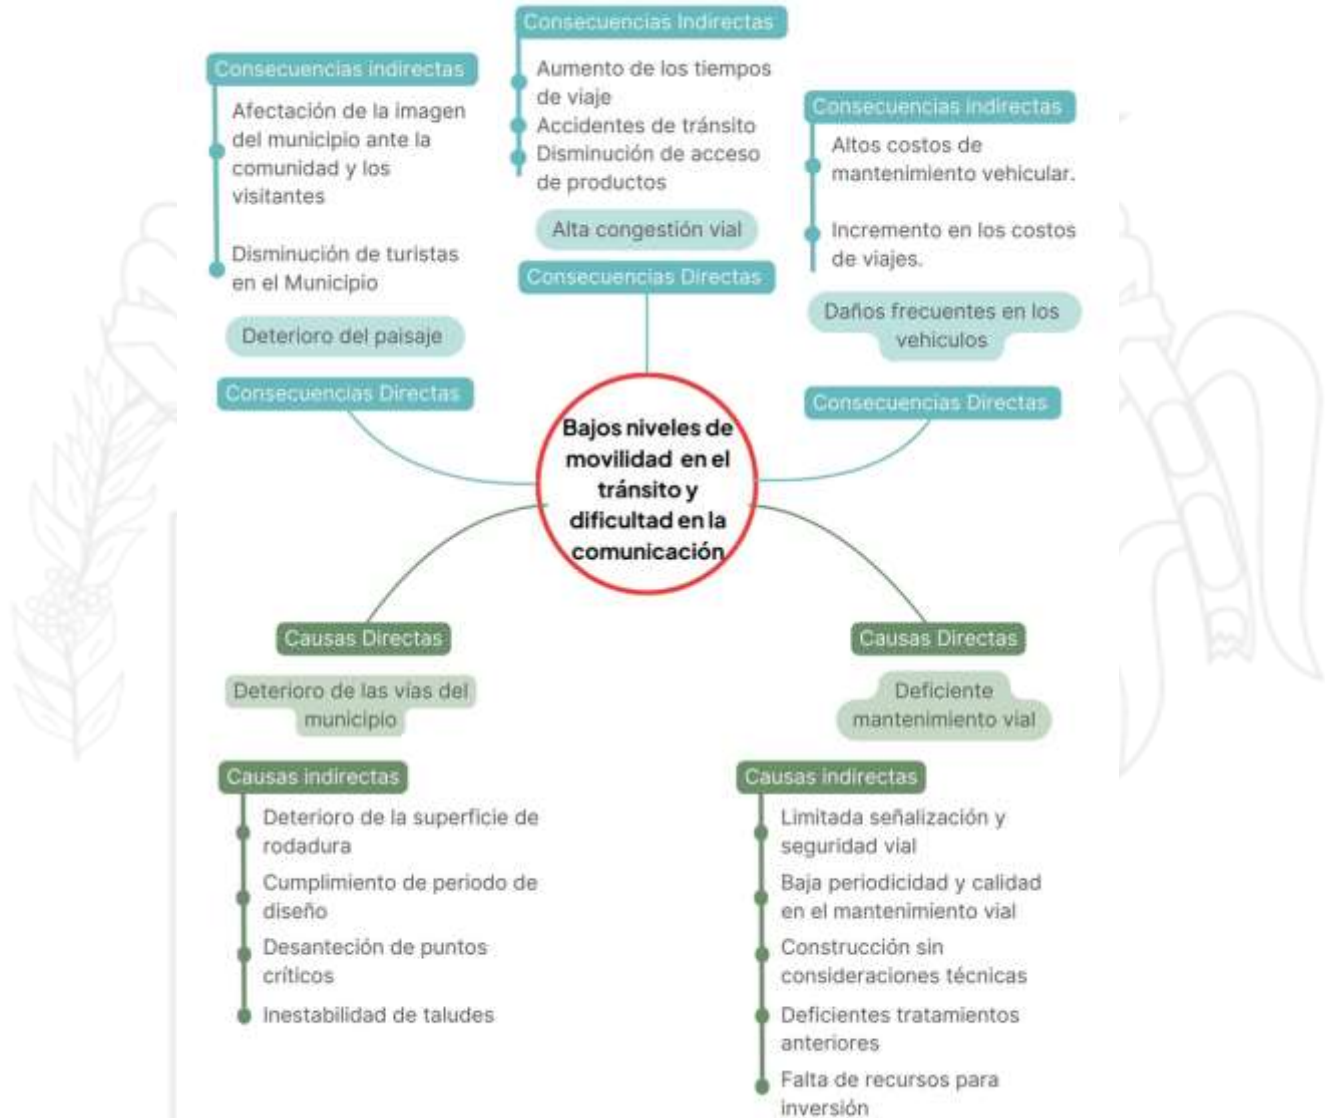 Consecuencias indirectas
Afectación de la imagen
del municipio ante la
comunidad y los
visitantes
Disminución de turistas
en el Municipio
Deterioro del paisaje
Consecuencias Directas
Consecuencias Indirectas
Aumento de los tiempos
de viaje
Accidentes de tránsito
Disminución de acceso
de productos
Alta congestión vial
Consecuencias Directas
Consecuencias indirectas
Altos costos de
mantenimiento vehicular.
Incremento en los costos
de viajes.
Daños frecuentes en los
vehiculos
Consecuencias Directas
Bajos niveles de
movilidad en el
tránsito y
dificultad en la
comunicación
Causas Directas
Deterioro de las vías del
municipio
Causas indirectas
Deterioro de la superficie de
rodadura
Cumplimiento de periodo de
diseño
Desanteción de puntos
críticos
Inestabilidad de taludes
Causas Directas
Deficiente
mantenimiento vial
Causas indirectas
Limitada señalización y
seguridad vial
Baja periodicidad y calidad
en el mantenimiento vial
Construcción sin
consideraciones técnicas
Deficientes tratamientos
anteriores
Falta de recursos para
inversión